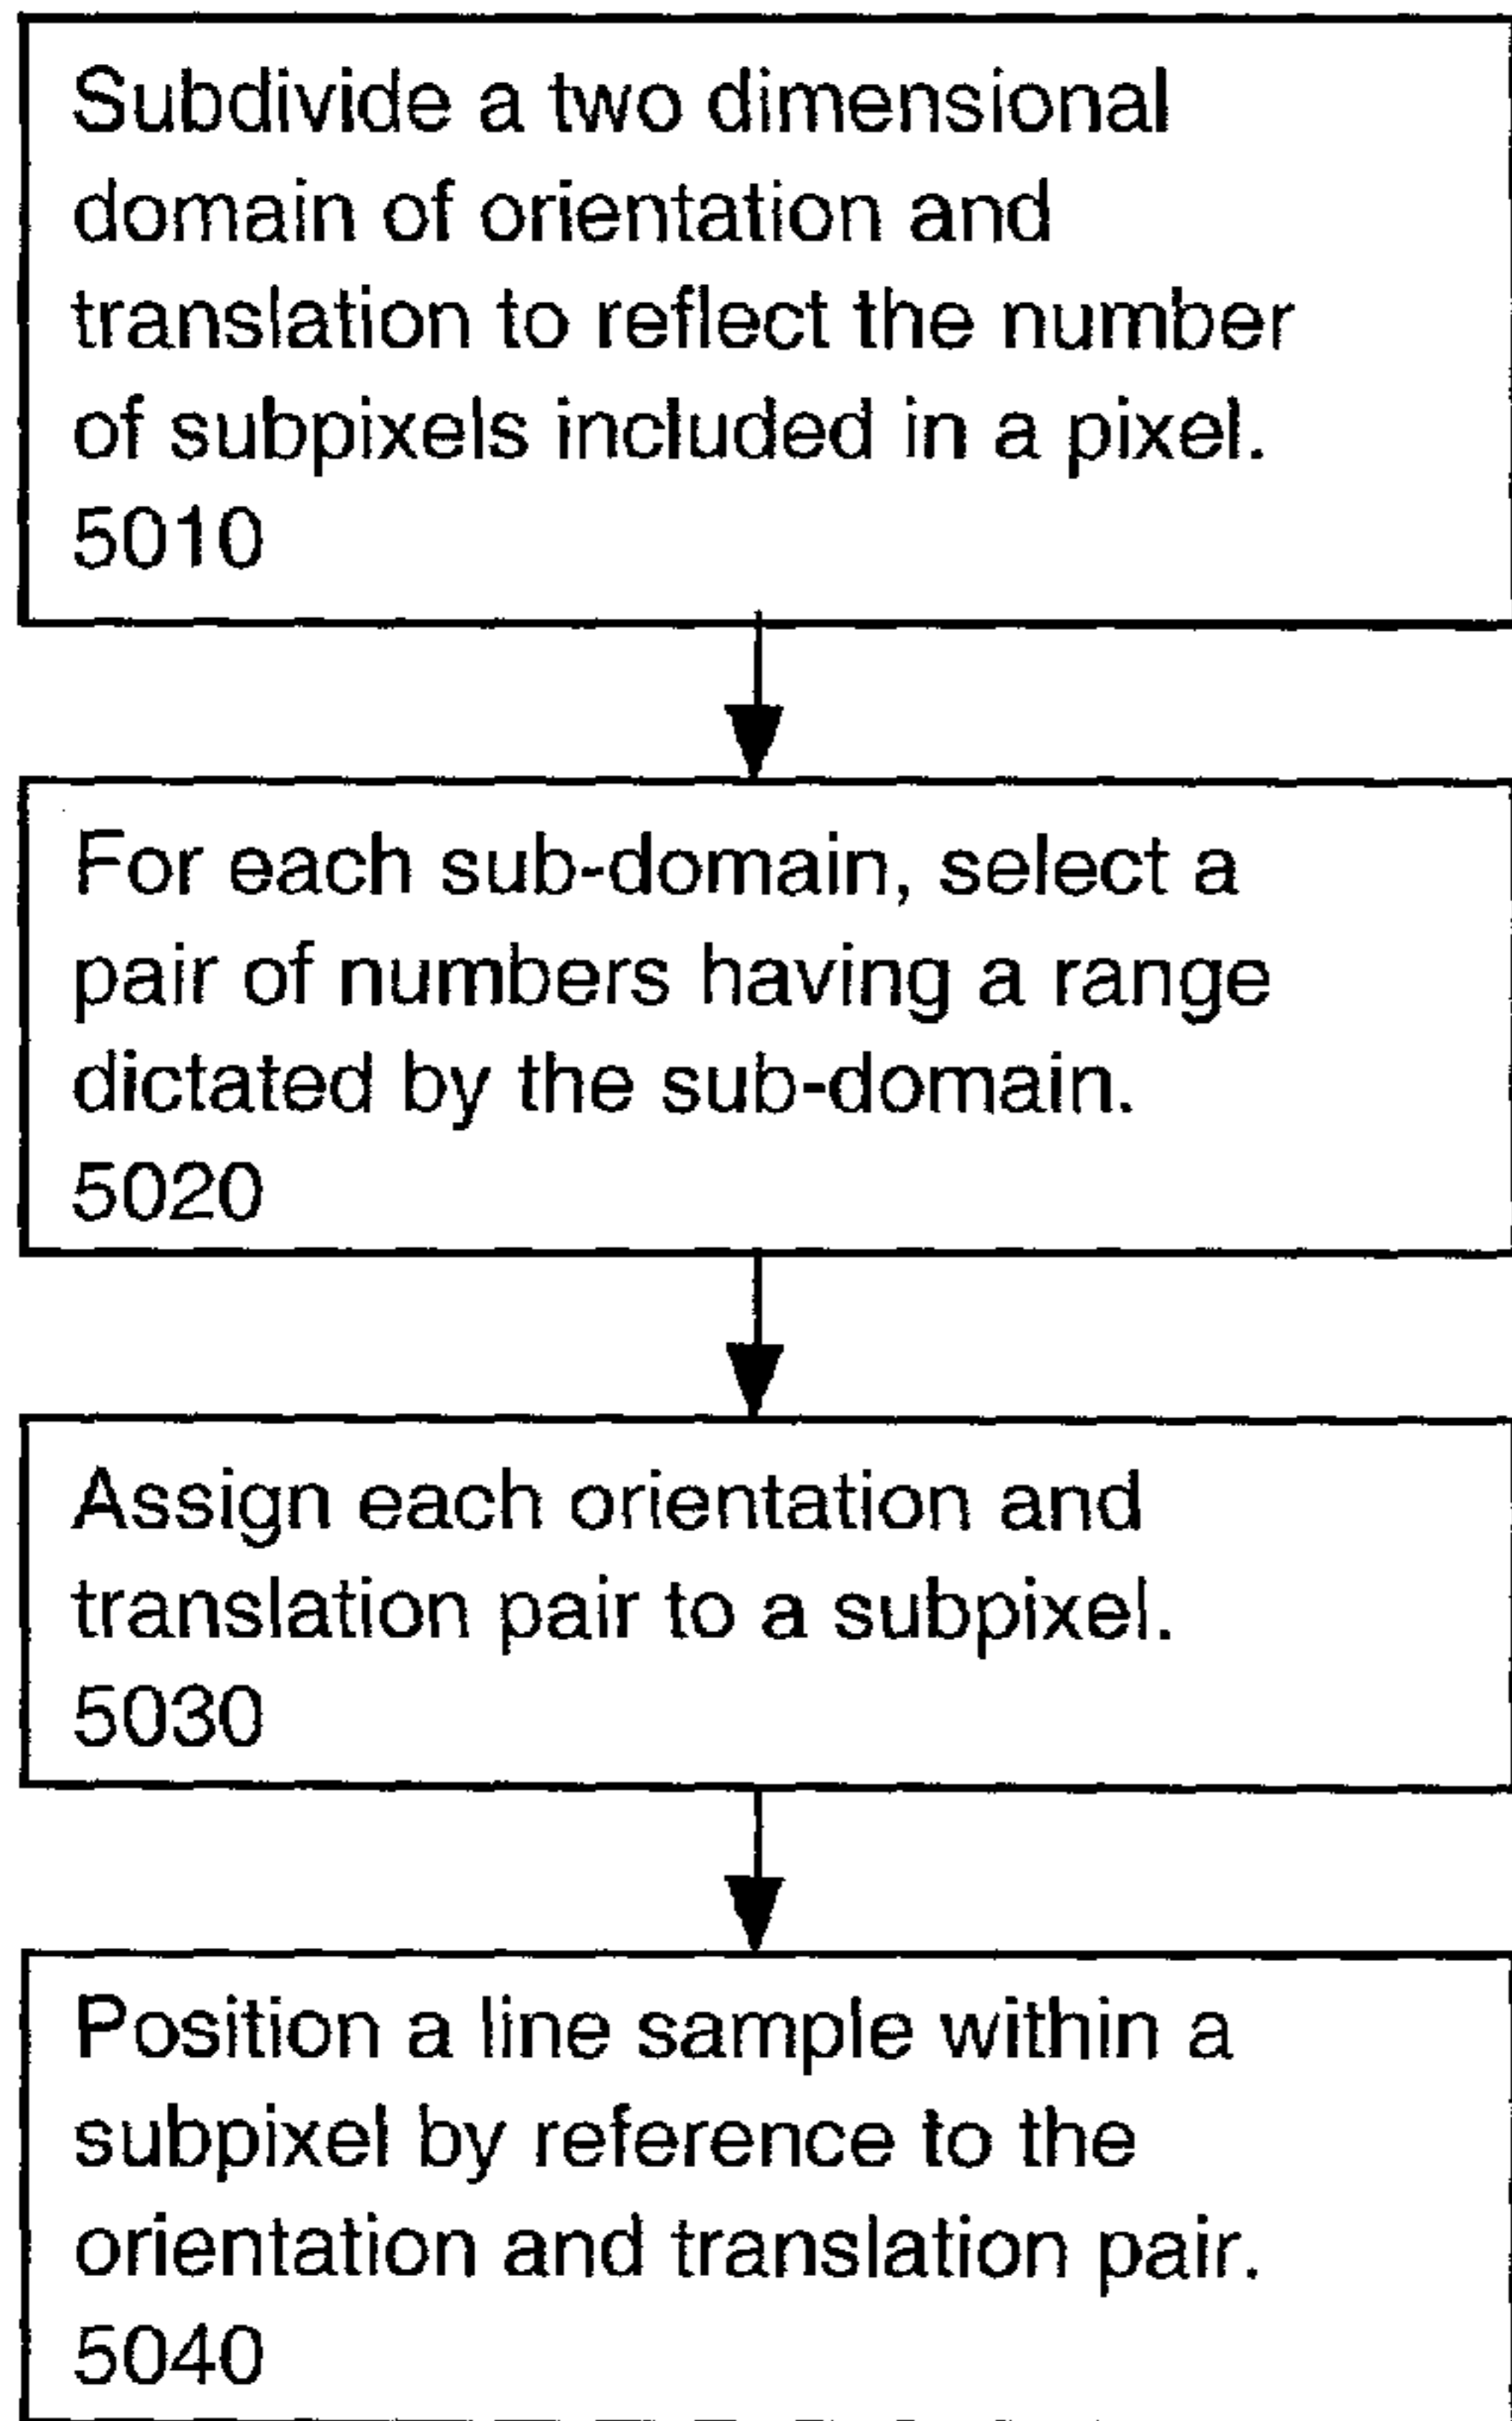 Subdivide a two dimensional
domain of orientation and
translation to reflect the number
of subpixels included in a pixel.
5010
For each sub-domain, select a
pair of numbers having a range
dictated by the sub-domain.
5020
Assign each orientation and
translation pair to a subpixel.
5030
Position a line sample within a
subpixel by reference to the
orientation and translation pair.
5040